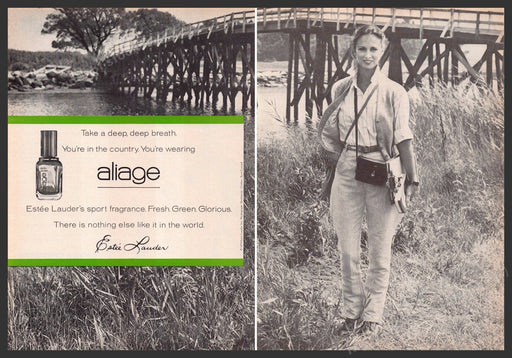 Take a deep, deep breath.
You're in the country. You're wearing
aliage
Estée Lauder's sport fragrance. Fresh. Green. Glorious.
There is nothing else like it in the world.
Estée Lauder